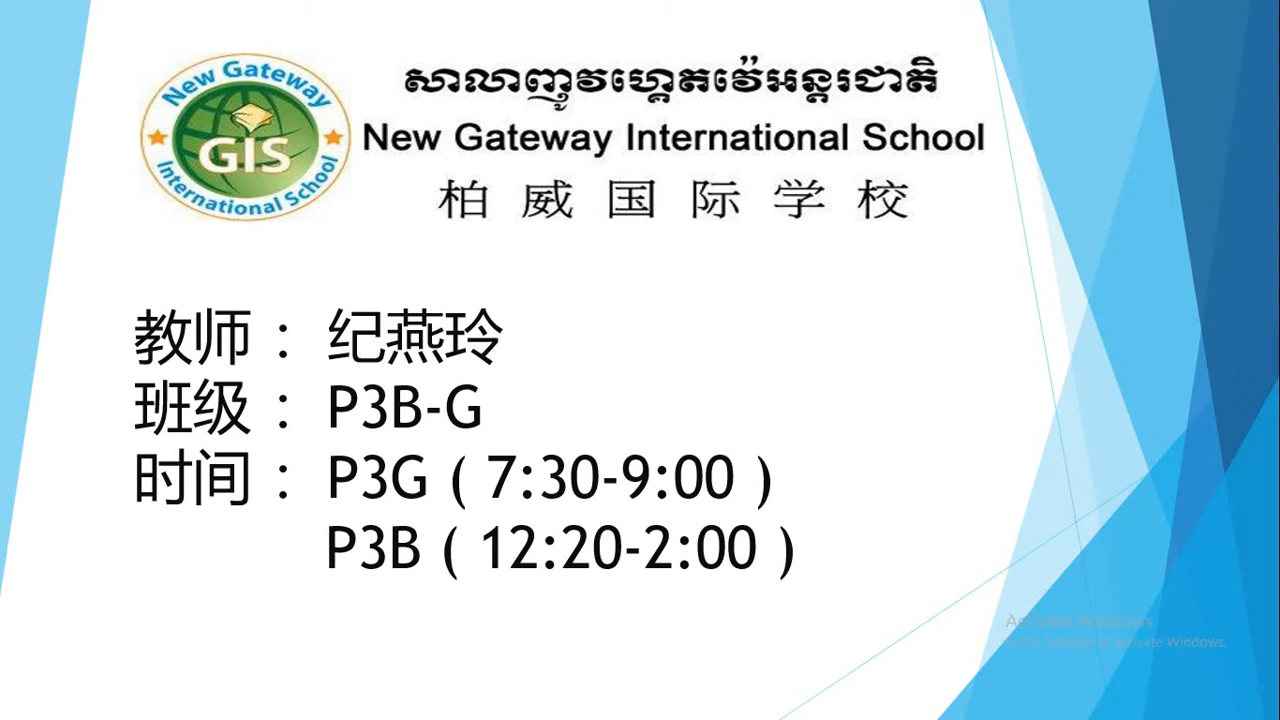 New Gateway
GIS
International School
សាលាញូវហ្គេតវ៉េអន្តរជាតិ
New Gateway International School
柏威国际学校
教师：纪燕玲
班级：P3B-G
时间：P3G（7:30-9:00）
P3B（12:20-2:00）
Activate Windows
Go to Settings to activate Windows.